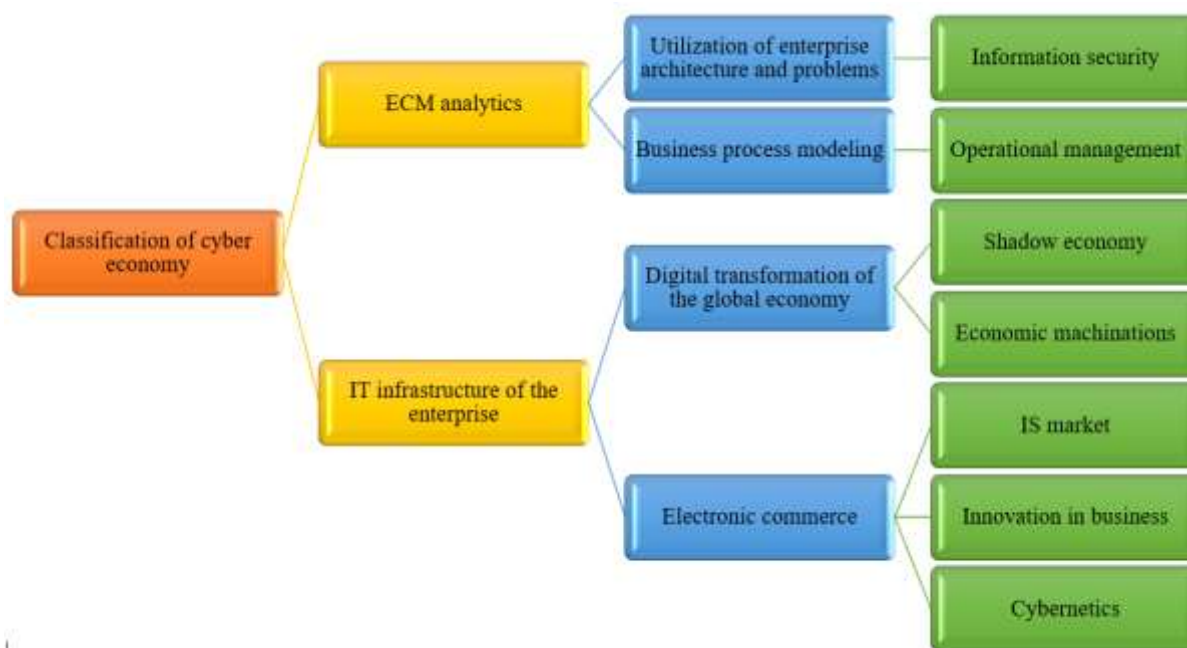 Utilization of enterprise
architecture and problems
Information security
ECM analytics
Business process modeling
Operational management
Classification of cyber
economy
Shadow economy
Digital transformation of
the global economy
Economic machinations
IT infrastructure of the
enterprise
IS market
Electronic commerce
Innovation in business
Cybernetics